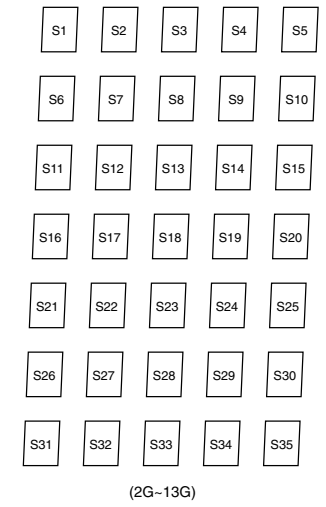 S1 S2 S3 S4 S5
S6 S7 S8 S9 S10
S11 S12 S13 S14 S15
S16 S17 S18 S19 S20
S21 S22 S23 S24 S25
S26 S27 S28 S29 S30
S31 S32 S33 S34 S35
(2G~13G)